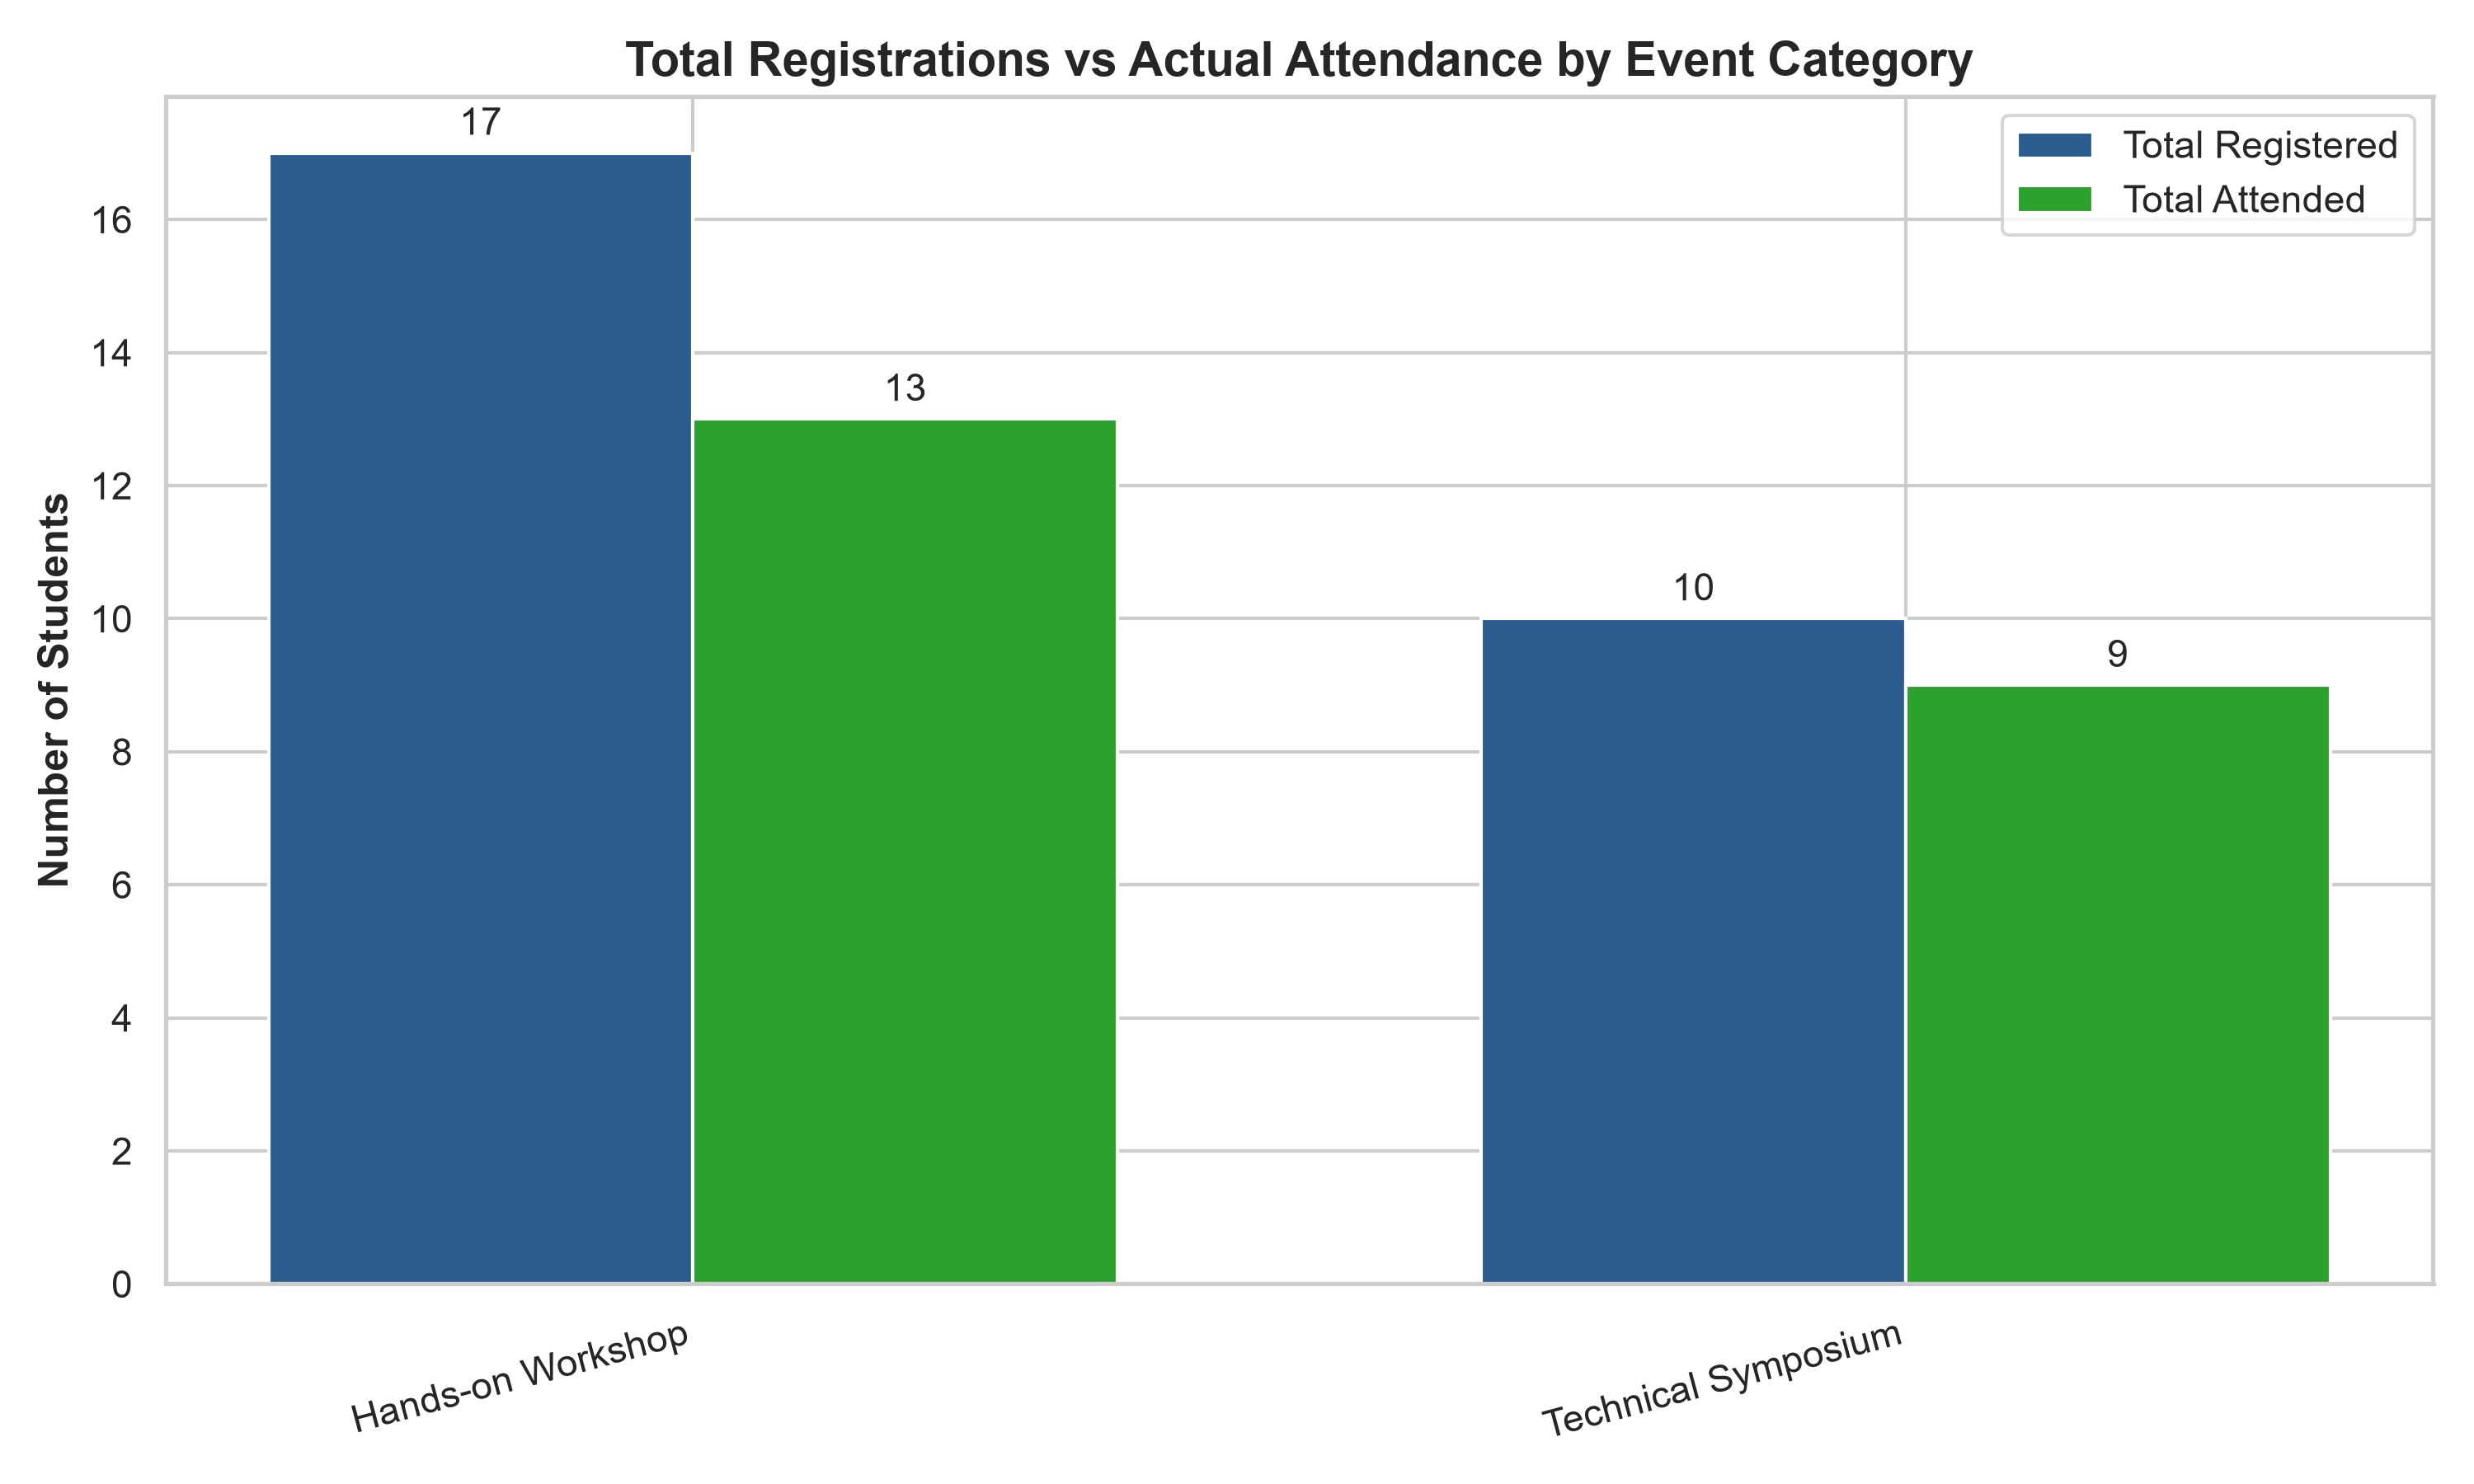 Total Registrations vs Actual Attendance by Event Category
Total Registered
Total Attended
Number of Students
17
13
10
9
16
14
12
10
8
6
4
2
0
Hands-on Workshop
Technical Symposium